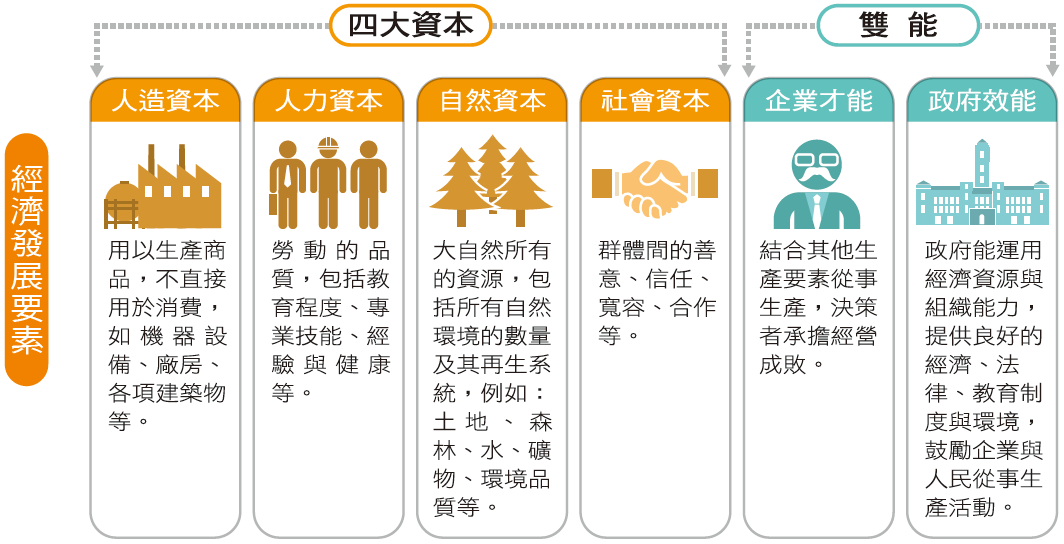 四大資本
雙 能
經濟發展要素
人造資本
用以生產商
品，不直接
用於消費，
如機器設
備、廠房、
各項建築物
等。
人力資本
勞動的品
質，包括教
育程度、專
業技能、經
驗與健康
等。
自然資本
大自然所有
的資源，包
括所有自然
環境的數量
及其再生系
統，例如：
土地、森
林、水、礦
物、環境品
質等。
社會資本
群體間的善
意、信任、
寬容、合作
等。
企業才能
結合其他生
產要素從事
生產，決策
者承擔經營
成敗。
政府效能
政府能運用
經濟資源與
組織能力，
提供良好的
經濟、法
律、教育制
度與環境，
鼓勵企業與
人民從事生
產活動。